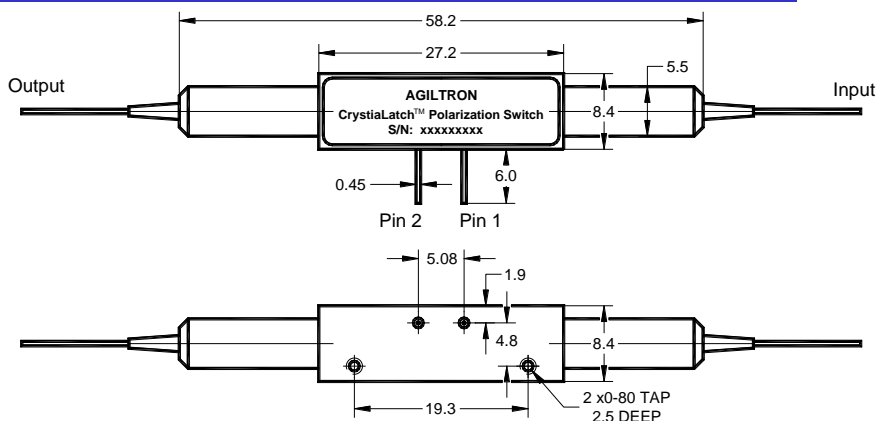 58.2
27.2
5.5
Output
Input
AGILTRON
CrystiaLatch™ Polarization Switch
S/N: xxxxxxxxx
8.4
0.45
6.0
Pin 2
Pin 1
5.08
1.9
4.8
8.4
19.3
2 x0-80 TAP
2.5 DEEP